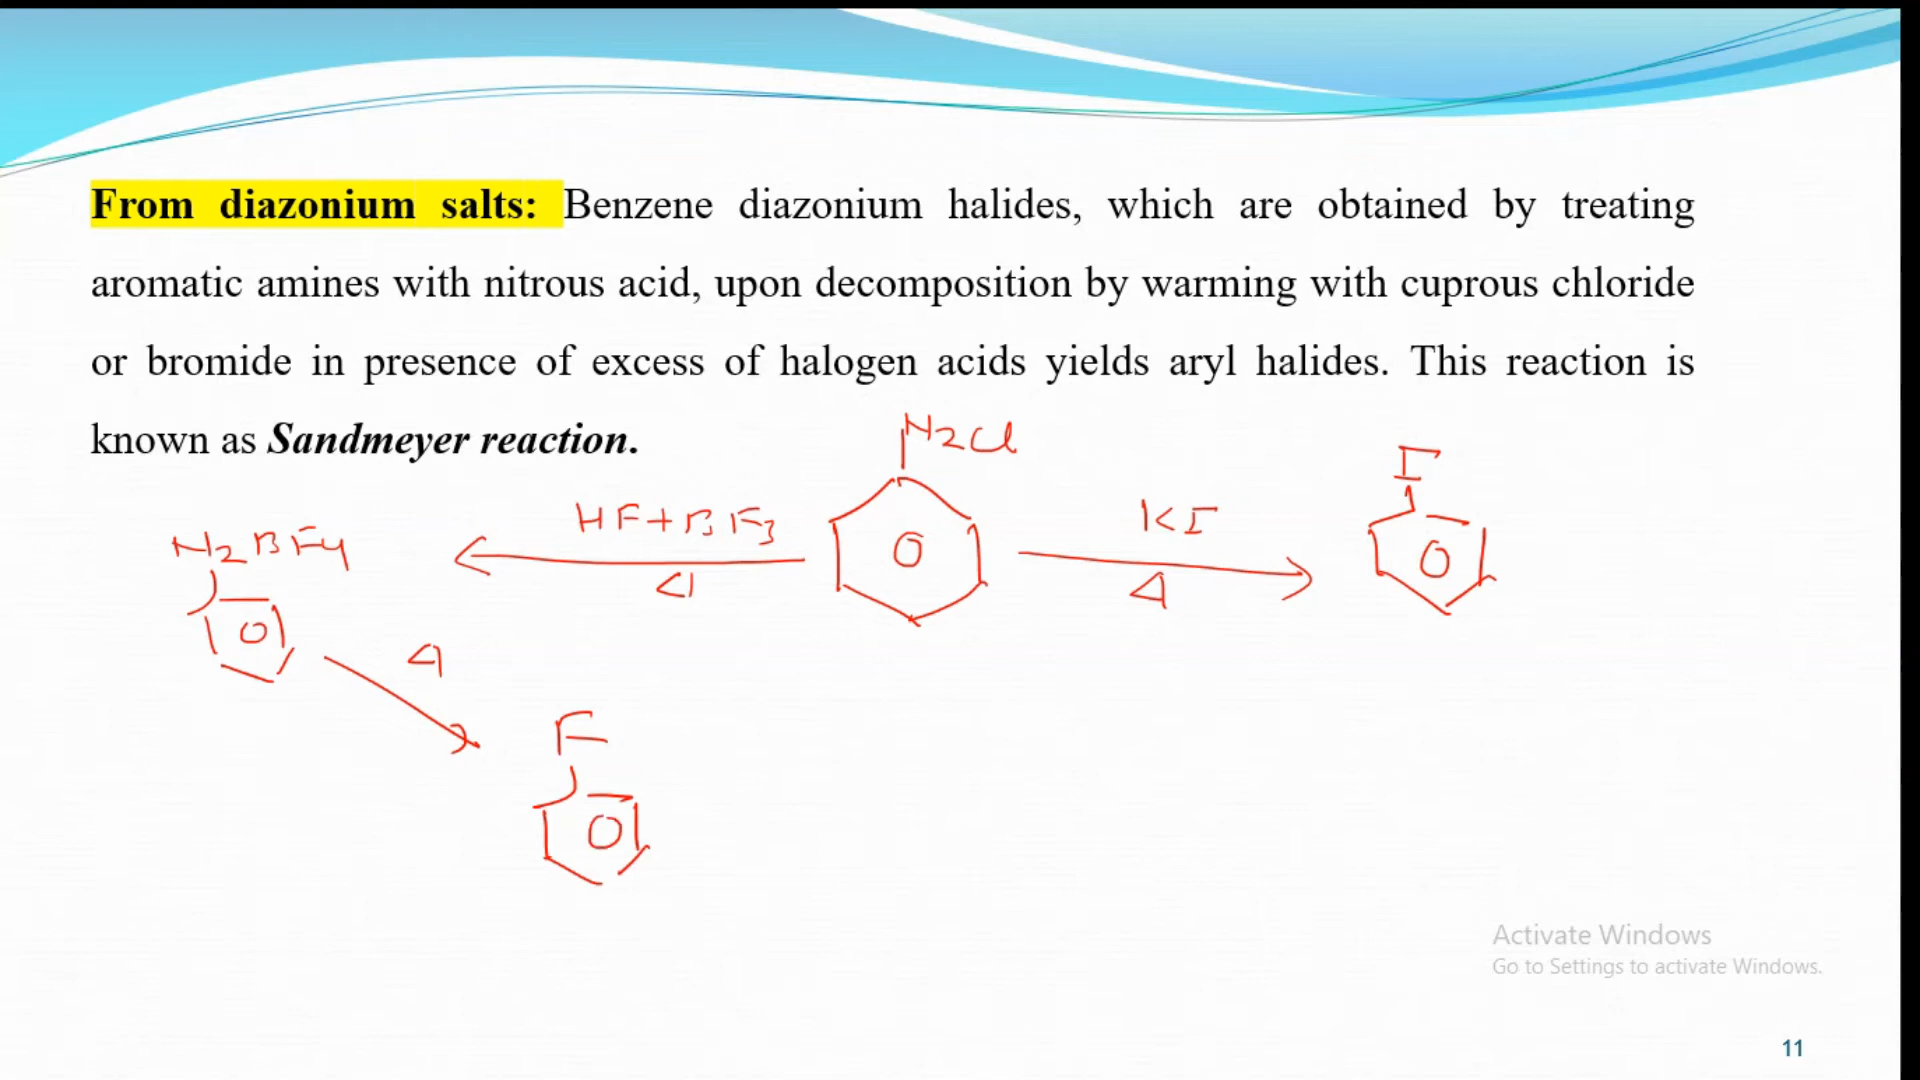 From diazonium salts: Benzene diazonium halides, which are obtained by treating
aromatic amines with nitrous acid, upon decomposition by warming with cuprous chloride
or bromide in presence of excess of halogen acids yields aryl halides. This reaction is
known as Sandmeyer reaction.
N2Cl
I
HF+BF3
KI
N2BF4
Δ
Δ
Δ
F
Activate Windows
Go to Settings to activate Windows.
11